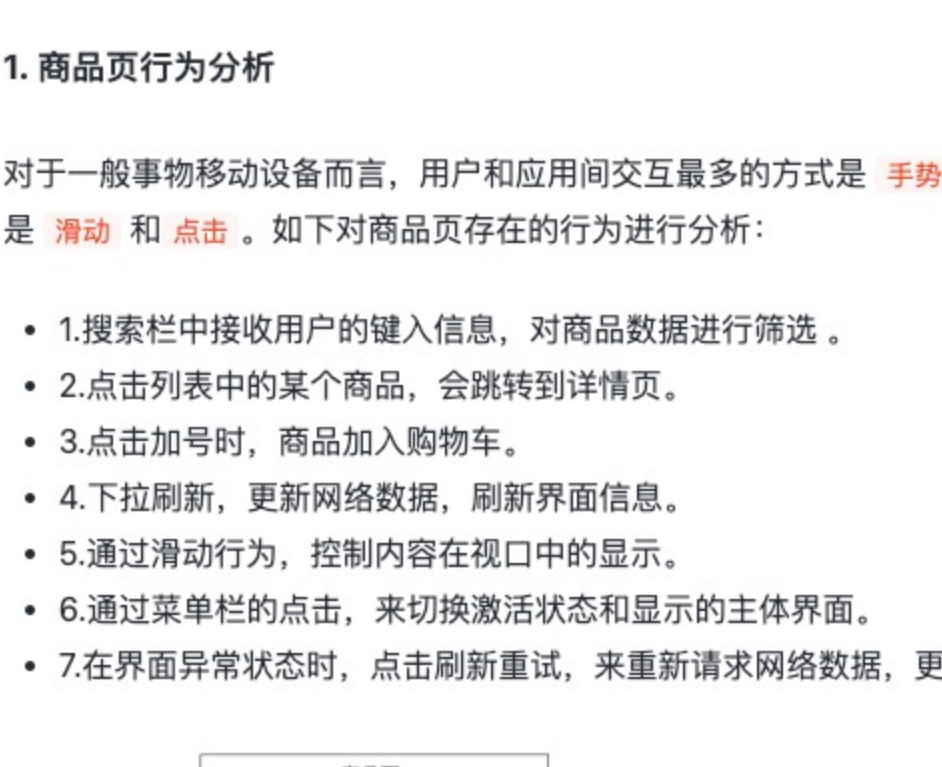 1. 商品页行为分析
对于一般事物移动设备而言，用户和应用间交互最多的方式是 手势
是 滑动 和 点击 。如下对商品页存在的行为进行分析：
• 1.搜索栏中接收用户的键入信息，对商品数据进行筛选 。
• 2.点击列表中的某个商品，会跳转到详情页。
• 3.点击加号时，商品加入购物车。
• 4.下拉刷新，更新网络数据，刷新界面信息。
• 5.通过滑动行为，控制内容在视口中的显示。
• 6.通过菜单栏的点击，来切换激活状态和显示的主体界面。
• 7.在界面异常状态时，点击刷新重试，来重新请求网络数据，更